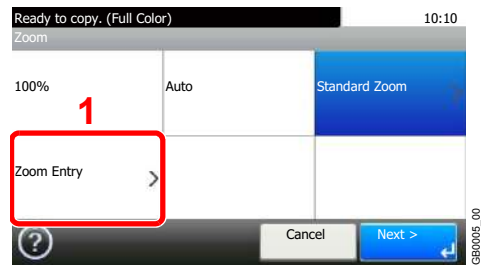 Ready to copy. (Full Color) 10:10
Zoom
100% Auto Standard Zoom
1
Zoom Entry >
? Cancel Next >
GB0005_00